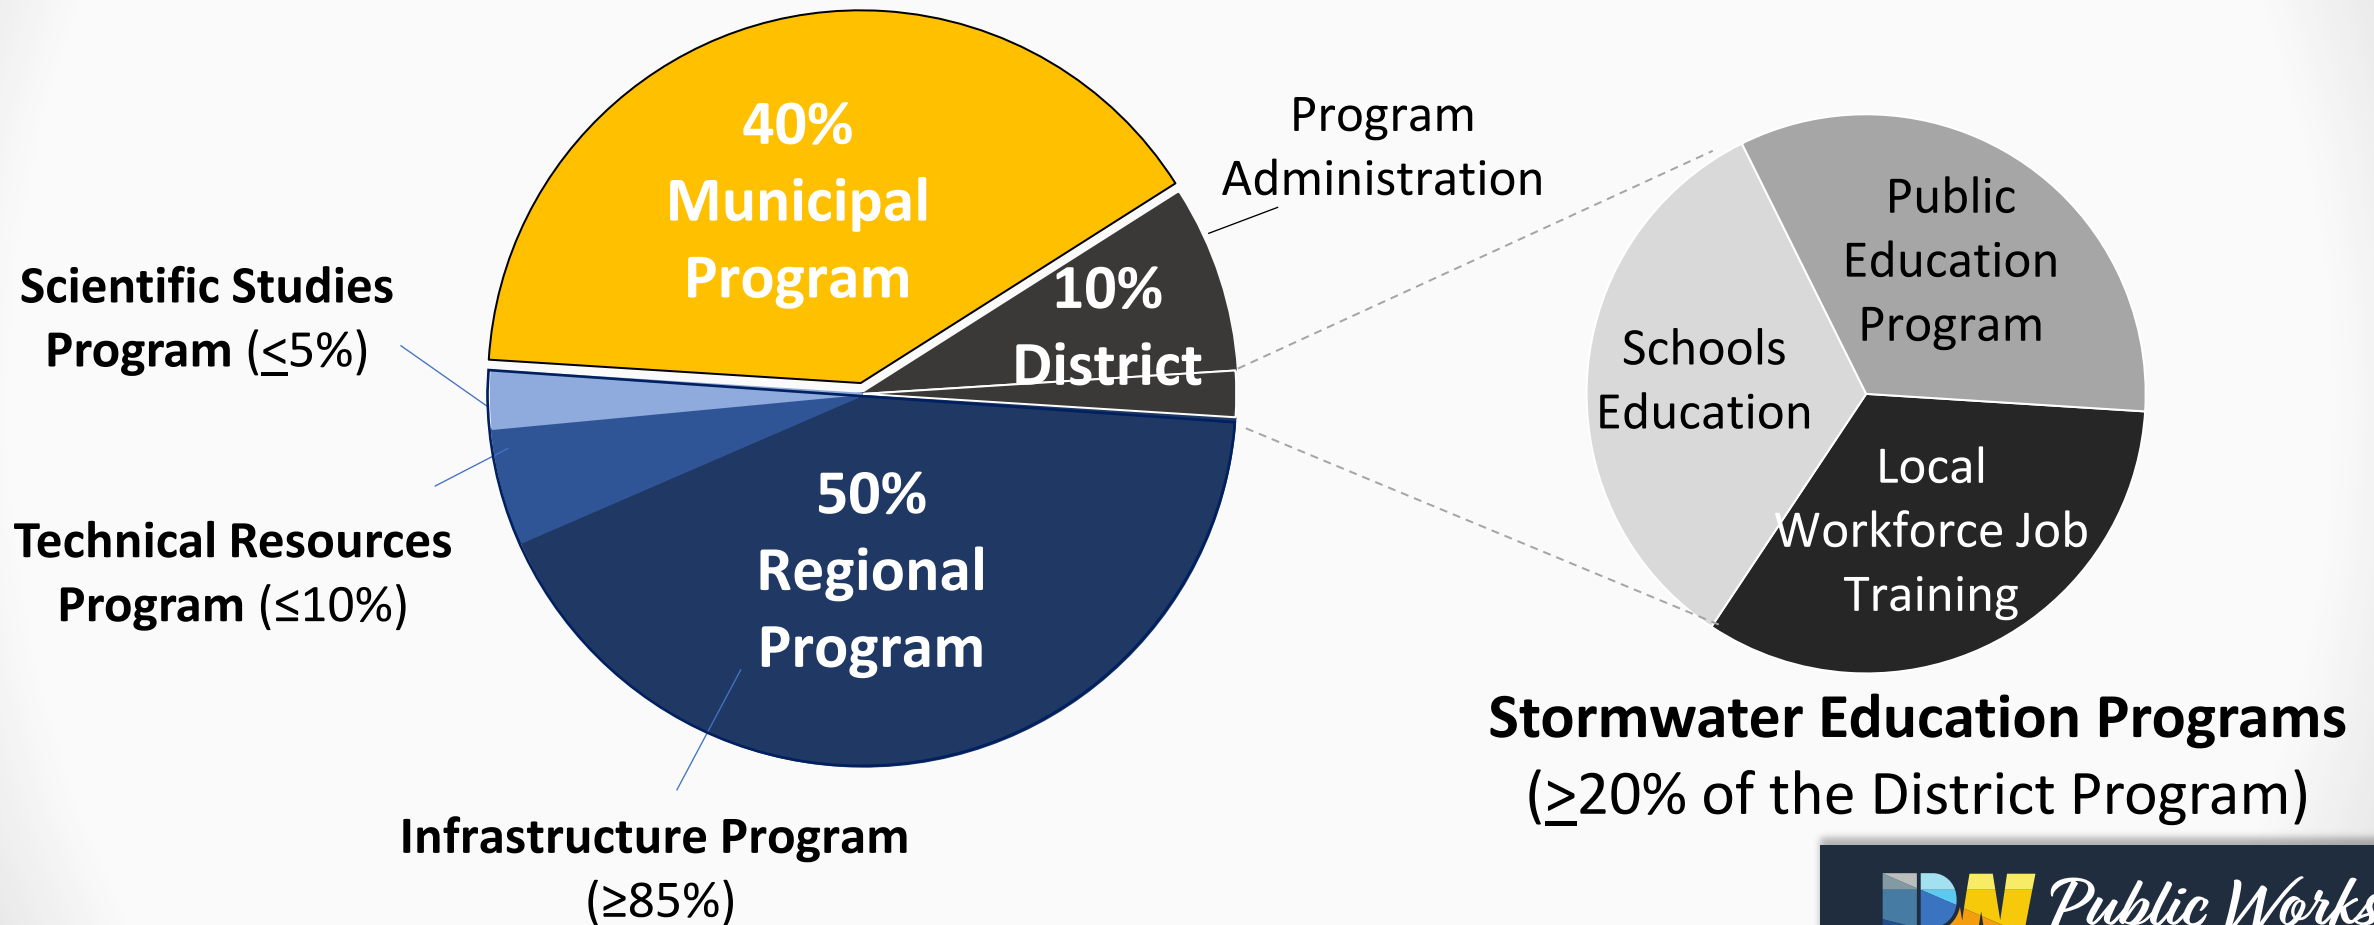 40%
Municipal
Program
Program
Administration
10%
District
Scientific Studies
Program (≤5%)
Technical Resources
Program (≤10%)
50%
Regional
Program
Infrastructure Program
(≥85%)
Public
Education
Program
Schools
Education
Local
Workforce Job
Training
Stormwater Education Programs
(≥20% of the District Program)
PW Public Works